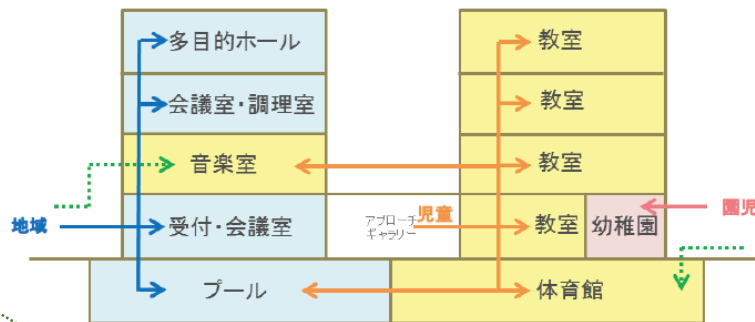 多目的ホール
教室
会議室・調理室
教室
音楽室
教室
地域
受付・会議室
アプローチ
ギャラリー
児童
教室
幼稚園
園児
プール
体育館